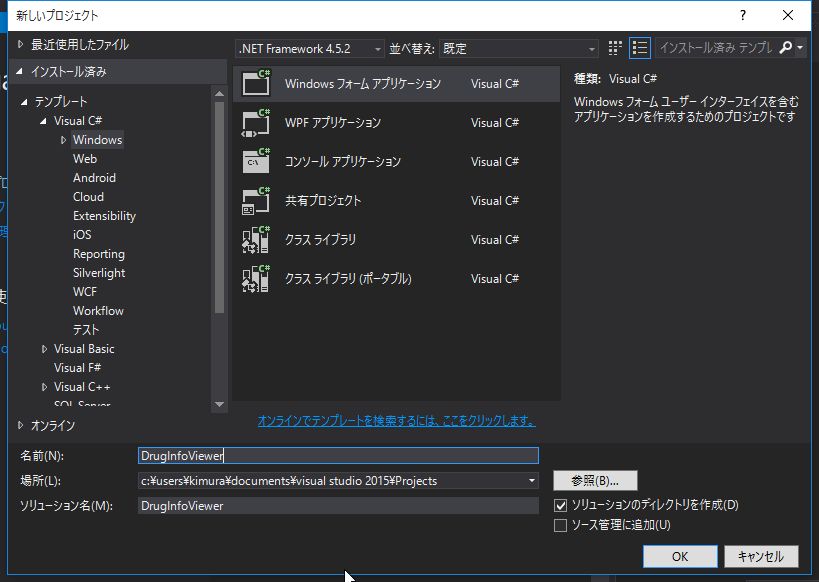 新しいプロジェクト
?
最近使用したファイル
.NET Framework 4.5.2
並べ替え: 既定
インストール済み テンプレ
インストール済み
テンプレート
Visual C#
Windows
Web
Android
Cloud
Extensibility
iOS
Reporting
Silverlight
WCF
Workflow
テスト
Visual Basic
Visual F#
Visual C++
SQL Server
オンライン
C# Windows フォーム アプリケーション Visual C#
C# WPF アプリケーション Visual C#
C# C:\ コンソール アプリケーション Visual C#
C# 共有プロジェクト Visual C#
C# クラス ライブラリ Visual C#
C# クラス ライブラリ (ポータブル) Visual C#
種類: Visual C#
Windows フォーム ユーザー インターフェイスを含む
アプリケーションを作成するためのプロジェクトです
オンラインでテンプレートを検索するには、ここをクリックします。
名前(N): DrugInfoViewer
場所(L): c:¥users¥kimura¥documents¥visual studio 2015¥Projects
参照(B)...
ソリューション名(M): DrugInfoViewer
ソリューションのディレクトリを作成(D)
ソース管理に追加(U)
OK
キャンセル